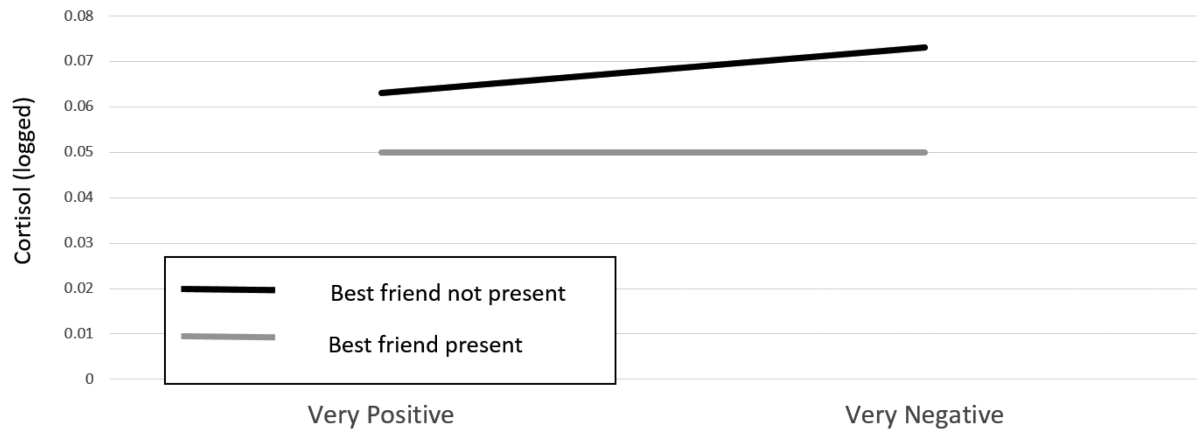 0.08
0.07
0.06
0.05
0.04
0.03
0.02
0.01
0
Cortisol (logged)
Best friend not present
Best friend present
Very Positive Very Negative